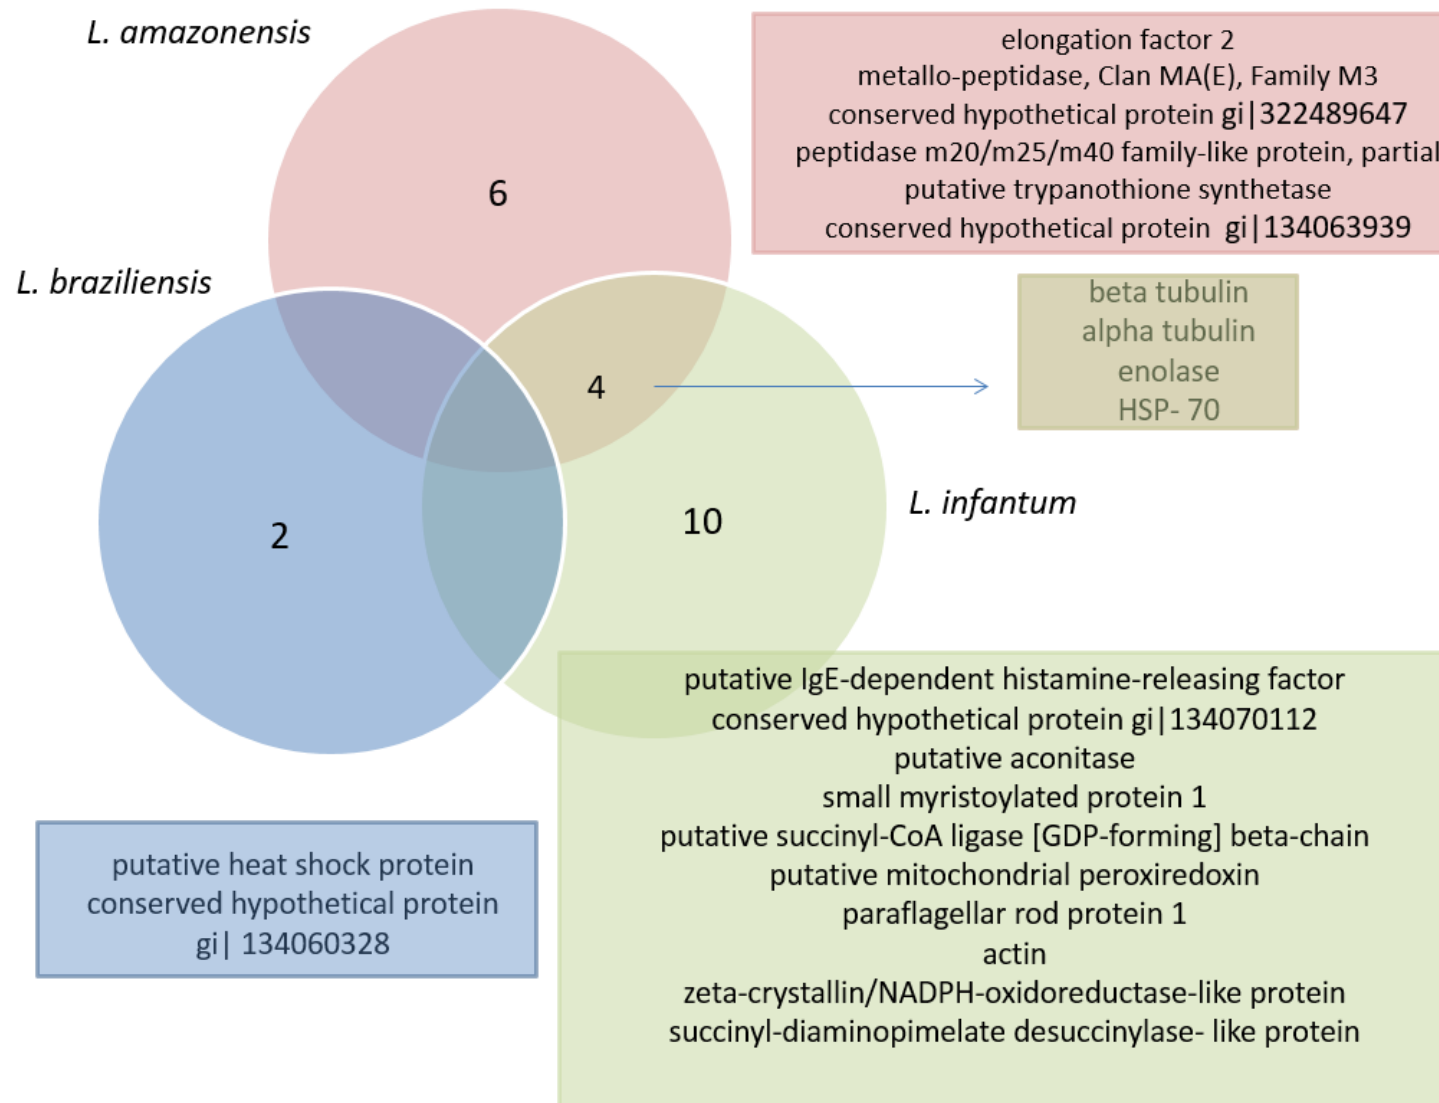 L. amazonensis
elongation factor 2
metallo-peptidase, Clan MA(E), Family M3
conserved hypothetical protein gi|322489647
peptidase m20/m25/m40 family-like protein, partial
putative trypanothione synthetase
conserved hypothetical protein gi|134063939
6
L. braziliensis
beta tubulin
alpha tubulin
enolase
HSP- 70
4
L. infantum
2
10
putative IgE-dependent histamine-releasing factor
conserved hypothetical protein gi|134070112
putative aconitase
small myristoylated protein 1
putative succinyl-CoA ligase [GDP-forming] beta-chain
putative mitochondrial peroxiredoxin
paraflagellar rod protein 1
actin
zeta-crystallin/NADPH-oxidoreductase-like protein
succinyl-diaminopimelate desuccinylase- like protein
putative heat shock protein
conserved hypothetical protein
gi| 134060328